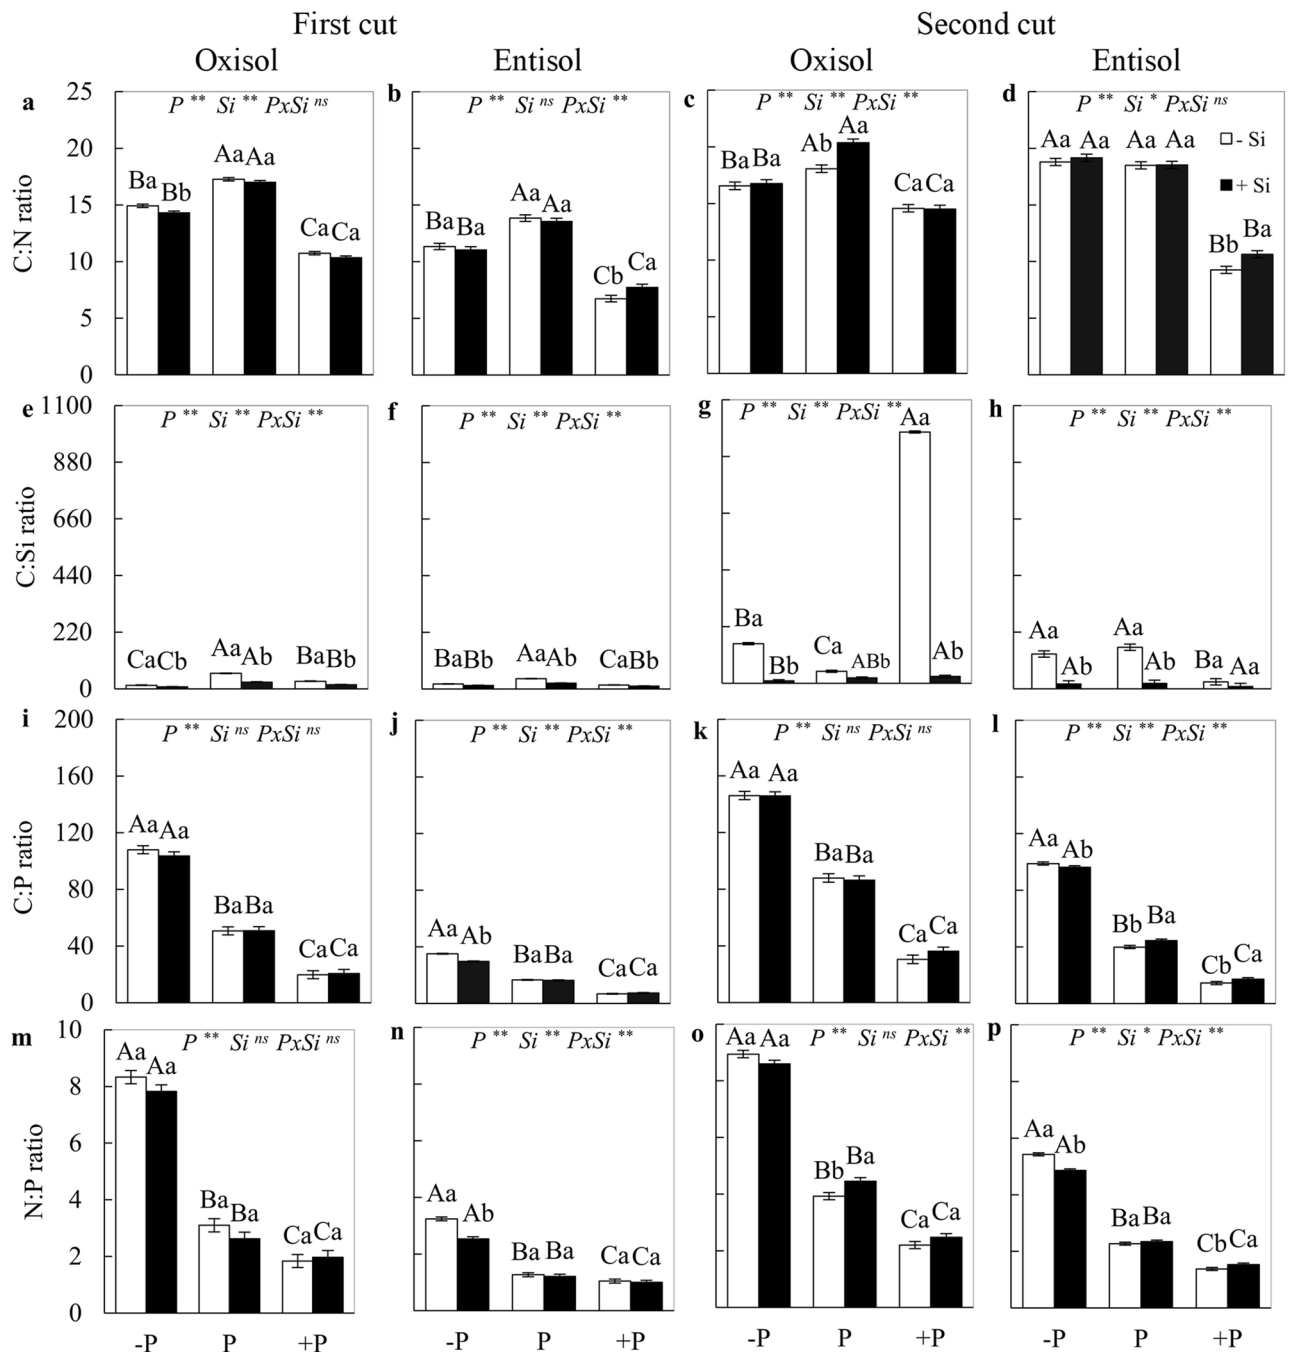 First cut Second cut
Oxisol Entisol Oxisol Entisol
a P ** Si ** PxSi ns
b P ** Si ns PxSi **
c P ** Si ** PxSi **
d P ** Si * PxSi ns
C:N ratio
25
20
15
10
5
0
Ba Bb Aa Aa Ca Ca
Ba Ba Aa Aa Cb Ca
Ba Ba Ab Aa Ca Ca
Aa Aa Aa Aa Bb Ba
- Si
+ Si
e P ** Si ** PxSi **
f P ** Si ** PxSi **
g P ** Si ** PxSi **
h P ** Si ** PxSi **
C:Si ratio
1100
880
660
440
220
0
Ca Cb Aa Ab Ba Bb
Ba Bb Aa Ab Ca Bb
Ba Bb Ca ABb Aa Ab
Aa Ab Aa Ab Ba Aa
i P ** Si ns PxSi ns
j P ** Si ** PxSi **
k P ** Si ns PxSi ns
l P ** Si ** PxSi **
C:P ratio
200
160
120
80
40
0
Aa Aa Ba Ba Ca Ca
Aa Ab Ba Ba Ca Ca
Aa Aa Ba Ba Ca Ca
Aa Ab Bb Ba Cb Ca
m P ** Si ns PxSi ns
n P ** Si ** PxSi **
o P ** Si ns PxSi **
p P ** Si * PxSi **
N:P ratio
10
8
6
4
2
0
Aa Aa Ba Ba Ca Ca
Aa Ab Ba Ba Ca Ca
Aa Aa Bb Ba Ca Ca
Aa Ab Ba Ba Cb Ca
-P P +P -P P +P -P P +P -P P +P